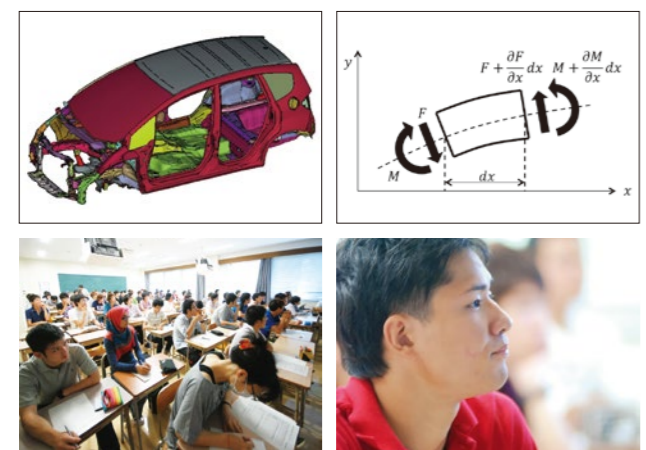 y
F + ∂F/∂x dx M + ∂M/∂x dx
F
M
dx
x